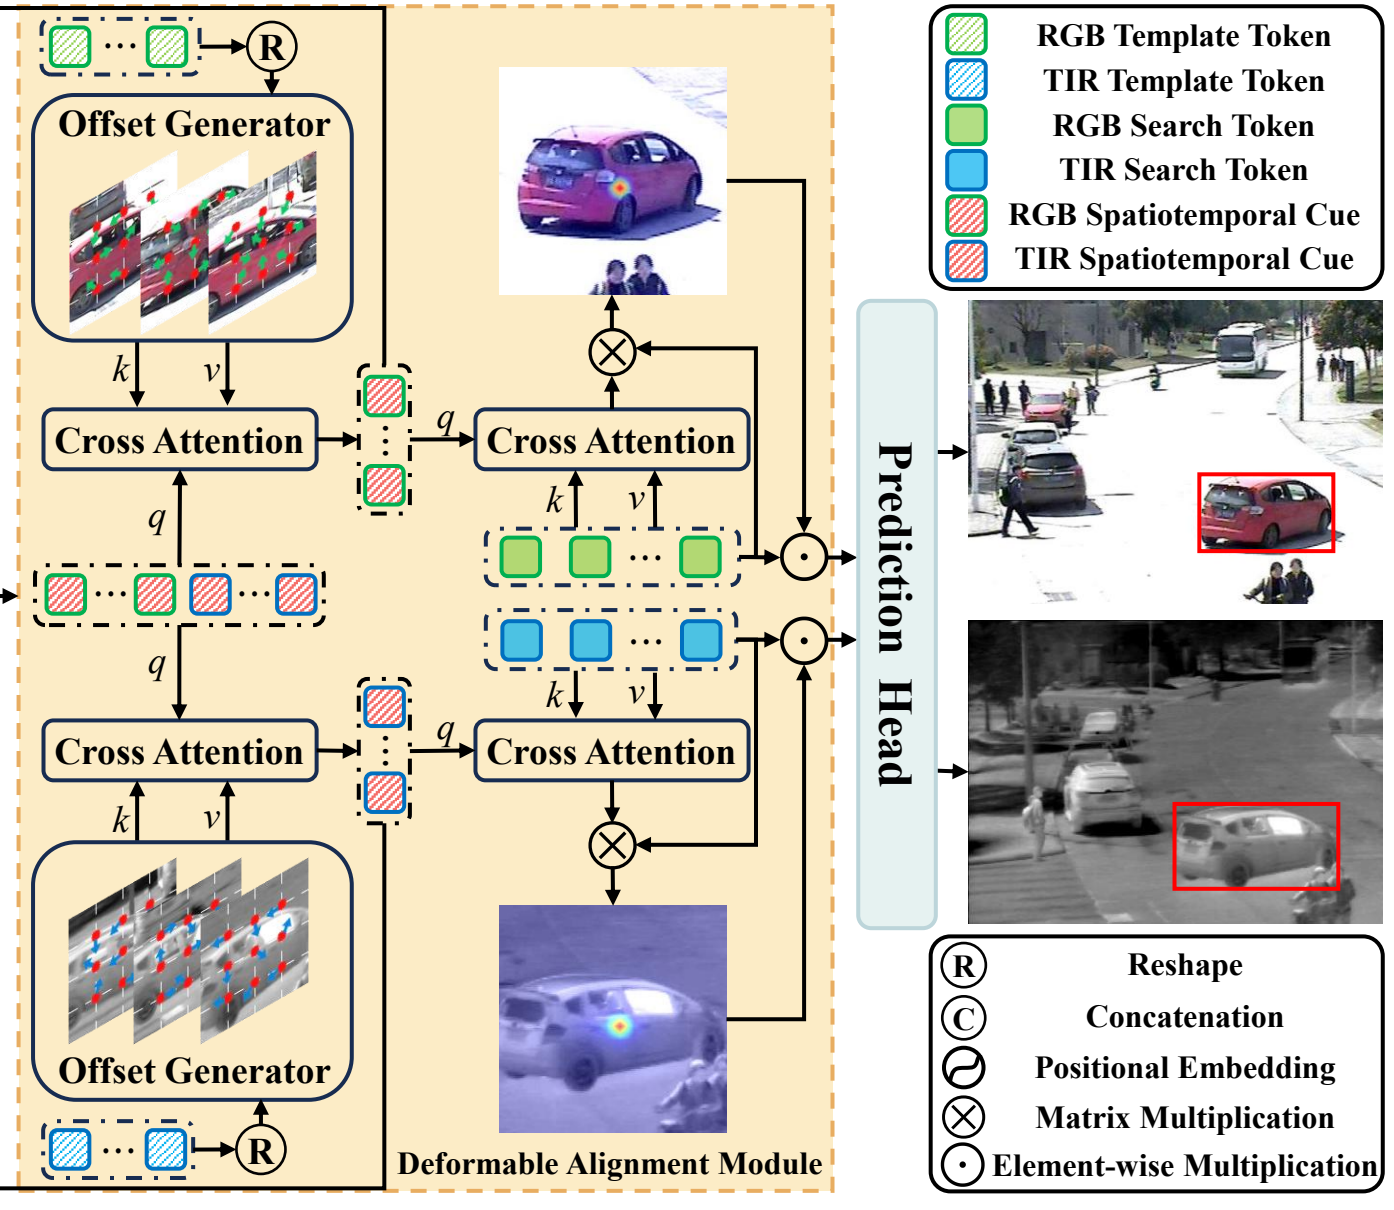 R
Offset Generator
k
v
Cross Attention
q
q
Cross Attention
k
v
q
Cross Attention
k
v
Offset Generator
R
q
Cross Attention
k
v
Deformable Alignment Module
Prediction Head
RGB Template Token
TIR Template Token
RGB Search Token
TIR Search Token
RGB Spatiotemporal Cue
TIR Spatiotemporal Cue
R Reshape
C Concatenation
Positional Embedding
Matrix Multiplication
Element-wise Multiplication